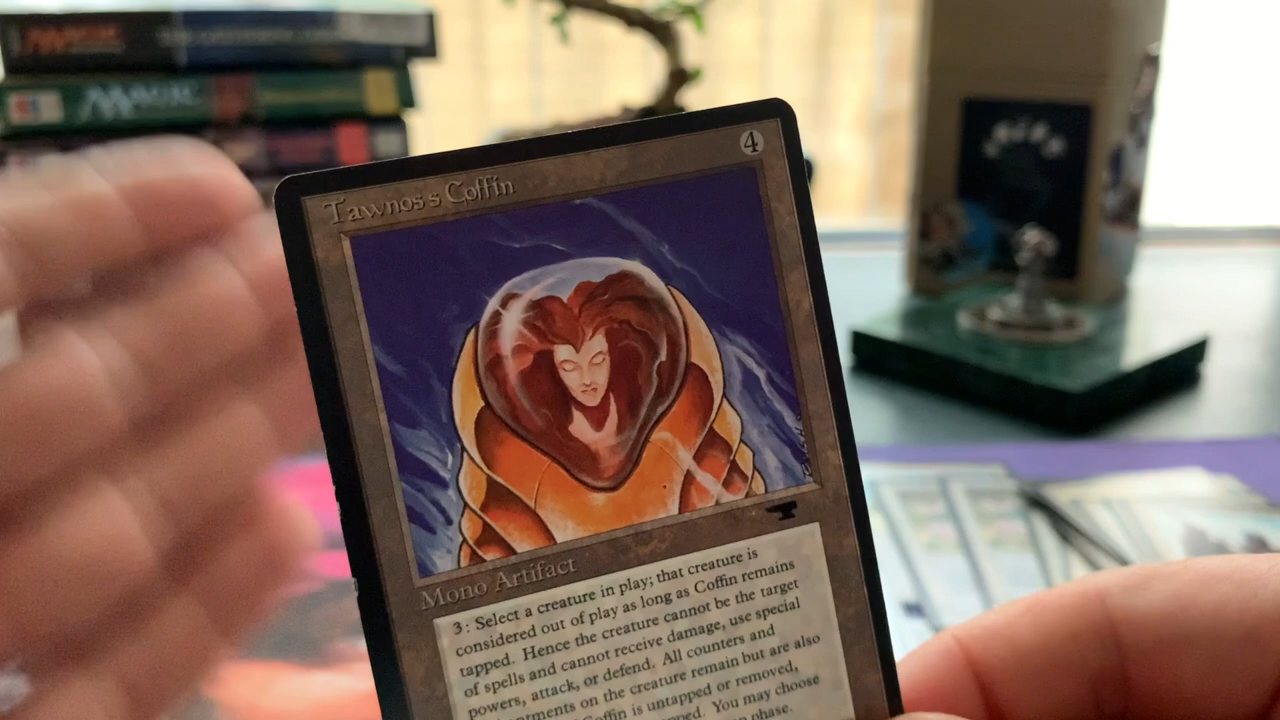 MAGIC
MAGIC
4
Tawnos's Coffin
Mono Artifact
3: Select a creature in play; that creature is
considered out of play as long as Coffin remains
tapped. Hence the creature cannot be the target
of spells and cannot receive damage, use special
powers, attack, or defend. All counters and
on the creature remain but are also
Coffin is untapped or removed,
You may choose
phase.